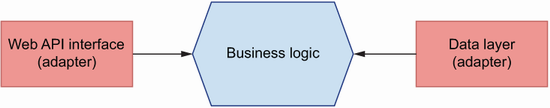 Web API interface
(adapter)
Business logic
Data layer
(adapter)